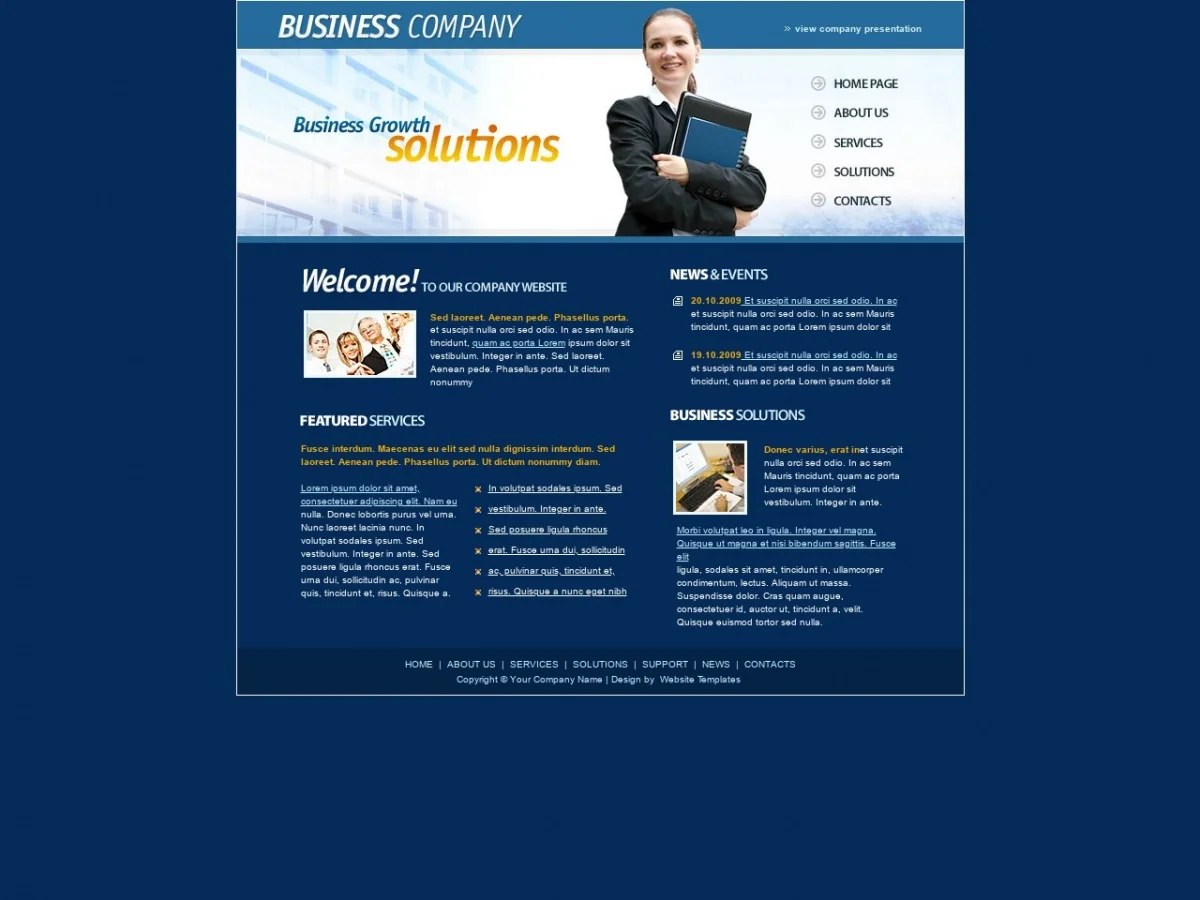 BUSINESS COMPANY
» view company presentation
Business Growth
solutions
HOME PAGE
ABOUT US
SERVICES
SOLUTIONS
CONTACTS
Welcome! TO OUR COMPANY WEBSITE
Sed laoreet. Aenean pede. Phasellus porta.
et suscipit nulla orci sed odio. In ac sem Mauris
tincidunt, quam ac porta Lorem ipsum dolor sit
vestibulum. Integer in ante. Sed laoreet.
Aenean pede. Phasellus porta. Ut dictum
nonummy
FEATURED SERVICES
Fusce interdum. Maecenas eu elit sed nulla dignissim interdum. Sed
laoreet. Aenean pede. Phasellus porta. Ut dictum nonummy diam.
Lorem ipsum dolor sit amet,
consectetuer adipiscing elit. Nam eu
nulla. Donec lobortis purus vel urna.
Nunc laoreet lacinia nunc. In
volutpat sodales ipsum. Sed
vestibulum. Integer in ante. Sed
posuere ligula rhoncus erat. Fusce
urna dui, sollicitudin ac, pulvinar
quis, tincidunt et, risus. Quisque a.
In volutpat sodales ipsum. Sed
vestibulum. Integer in ante.
Sed posuere ligula rhoncus
erat. Fusce urna dui, sollicitudin
ac, pulvinar quis, tincidunt et,
risus. Quisque a nunc eget nibh
NEWS & EVENTS
20.10.2009 Et suscipit nulla orci sed odio. In ac
et suscipit nulla orci sed odio. In ac sem Mauris
tincidunt, quam ac porta Lorem ipsum dolor sit
19.10.2009 Et suscipit nulla orci sed odio. In ac
et suscipit nulla orci sed odio. In ac sem Mauris
tincidunt, quam ac porta Lorem ipsum dolor sit
BUSINESS SOLUTIONS
Donec varius, erat inet suscipit
nulla orci sed odio. In ac sem
Mauris tincidunt, quam ac porta
Lorem ipsum dolor sit
vestibulum. Integer in ante.
Morbi volutpat leo in ligula. Integer vel magna.
Quisque ut magna et nisi bibendum sagittis. Fusce
elit
ligula, sodales sit amet, tincidunt in, ullamcorper
condimentum, lectus. Aliquam ut massa.
Suspendisse dolor. Cras quam augue,
consectetuer id, auctor ut, tincidunt a, velit.
Quisque euismod tortor sed nulla.
HOME | ABOUT US | SERVICES | SOLUTIONS | SUPPORT | NEWS | CONTACTS
Copyright © Your Company Name | Design by Website Templates